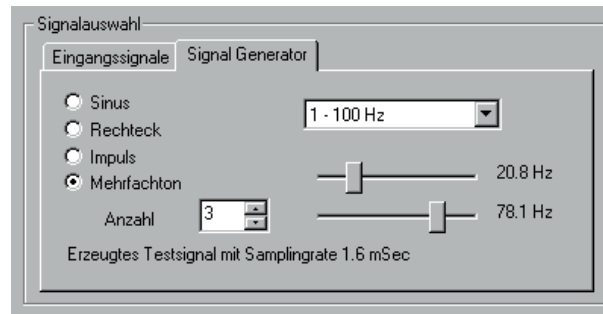 Signalauswahl
Eingangssignale Signal Generator
Sinus
1 - 100 Hz
Rechteck
Impuls
20.8 Hz
Mehrfachton
Anzahl 3
78.1 Hz
Erzeugtes Testsignal mit Samplingrate 1.6 mSec